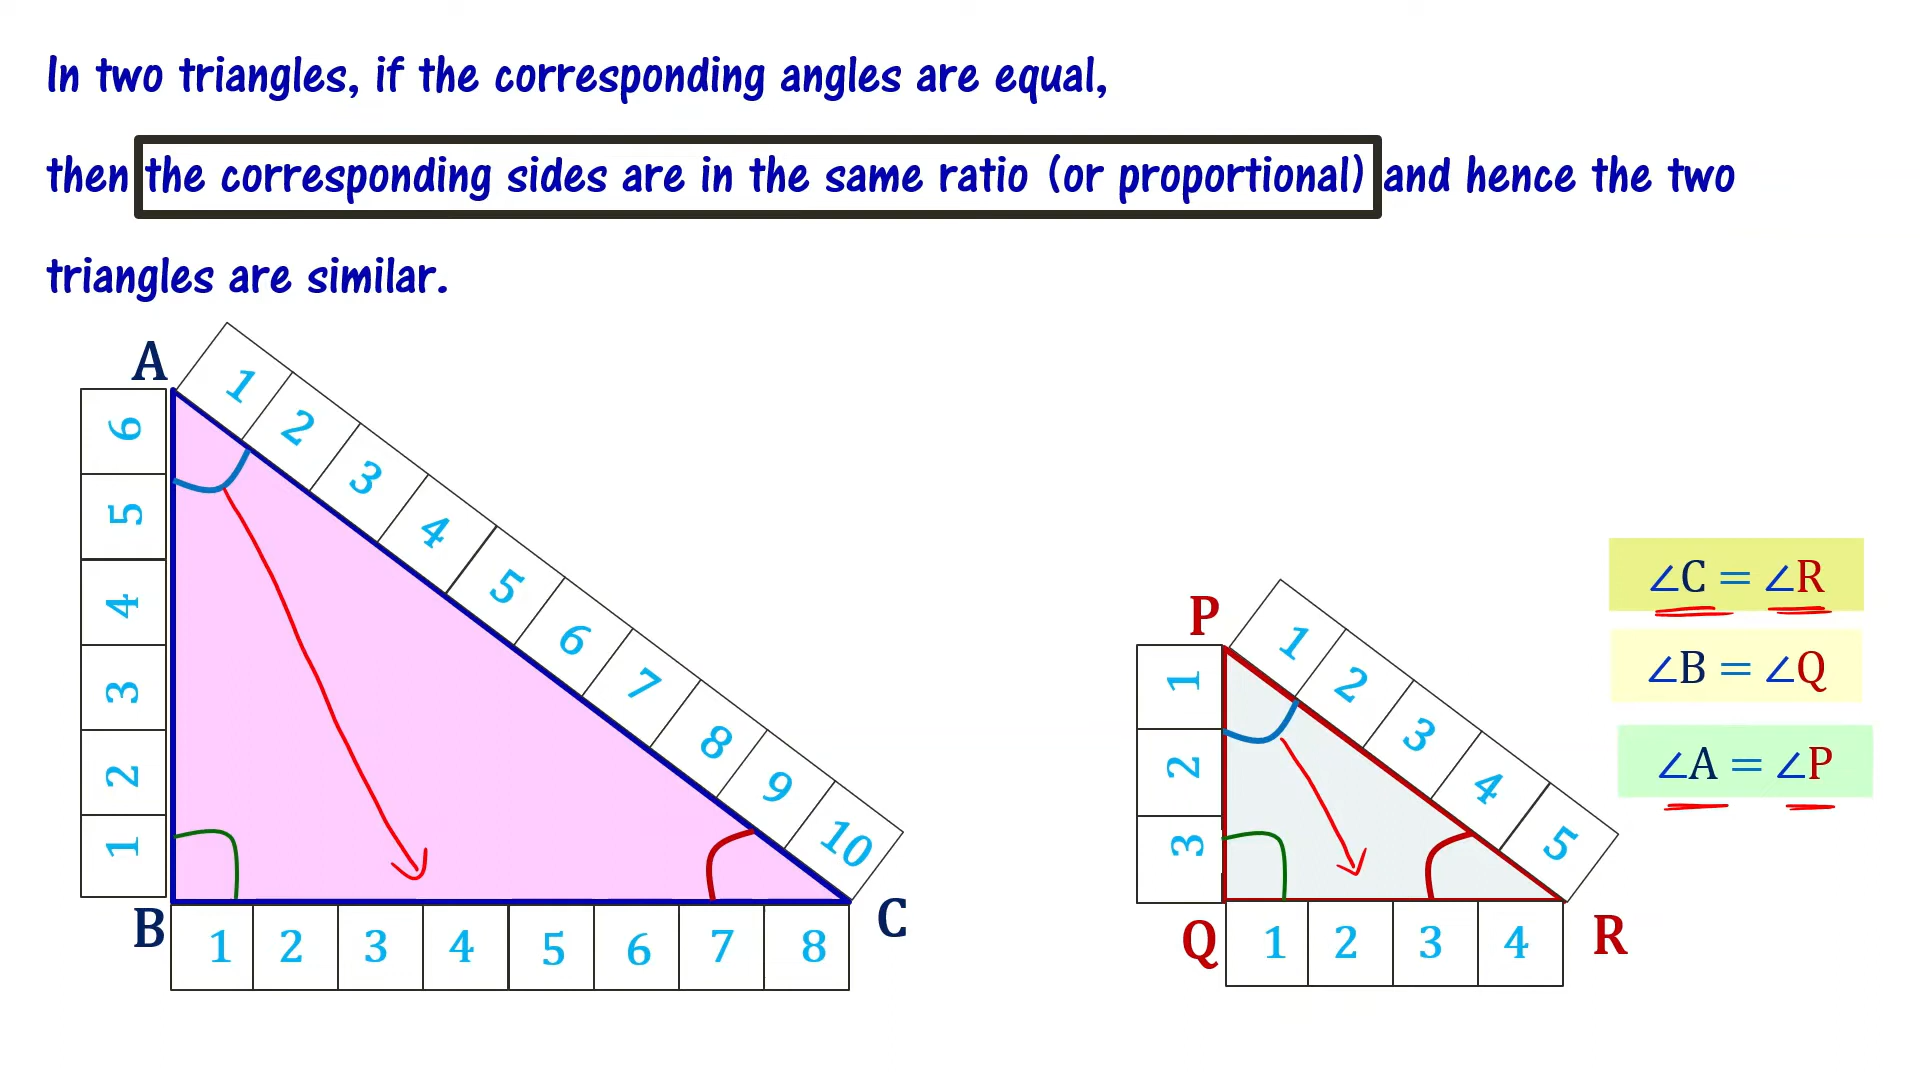 In two triangles, if the corresponding angles are equal,
then the corresponding sides are in the same ratio (or proportional) and hence the two
triangles are similar.
A
1 2 3 4 5 6 7 8 9 10
6
5
4
3
2
1
B
1 2 3 4 5 6 7 8
C
P
1 2 3 4 5
1
2
3
Q
1 2 3 4
R
∠C = ∠R
∠B = ∠Q
∠A = ∠P